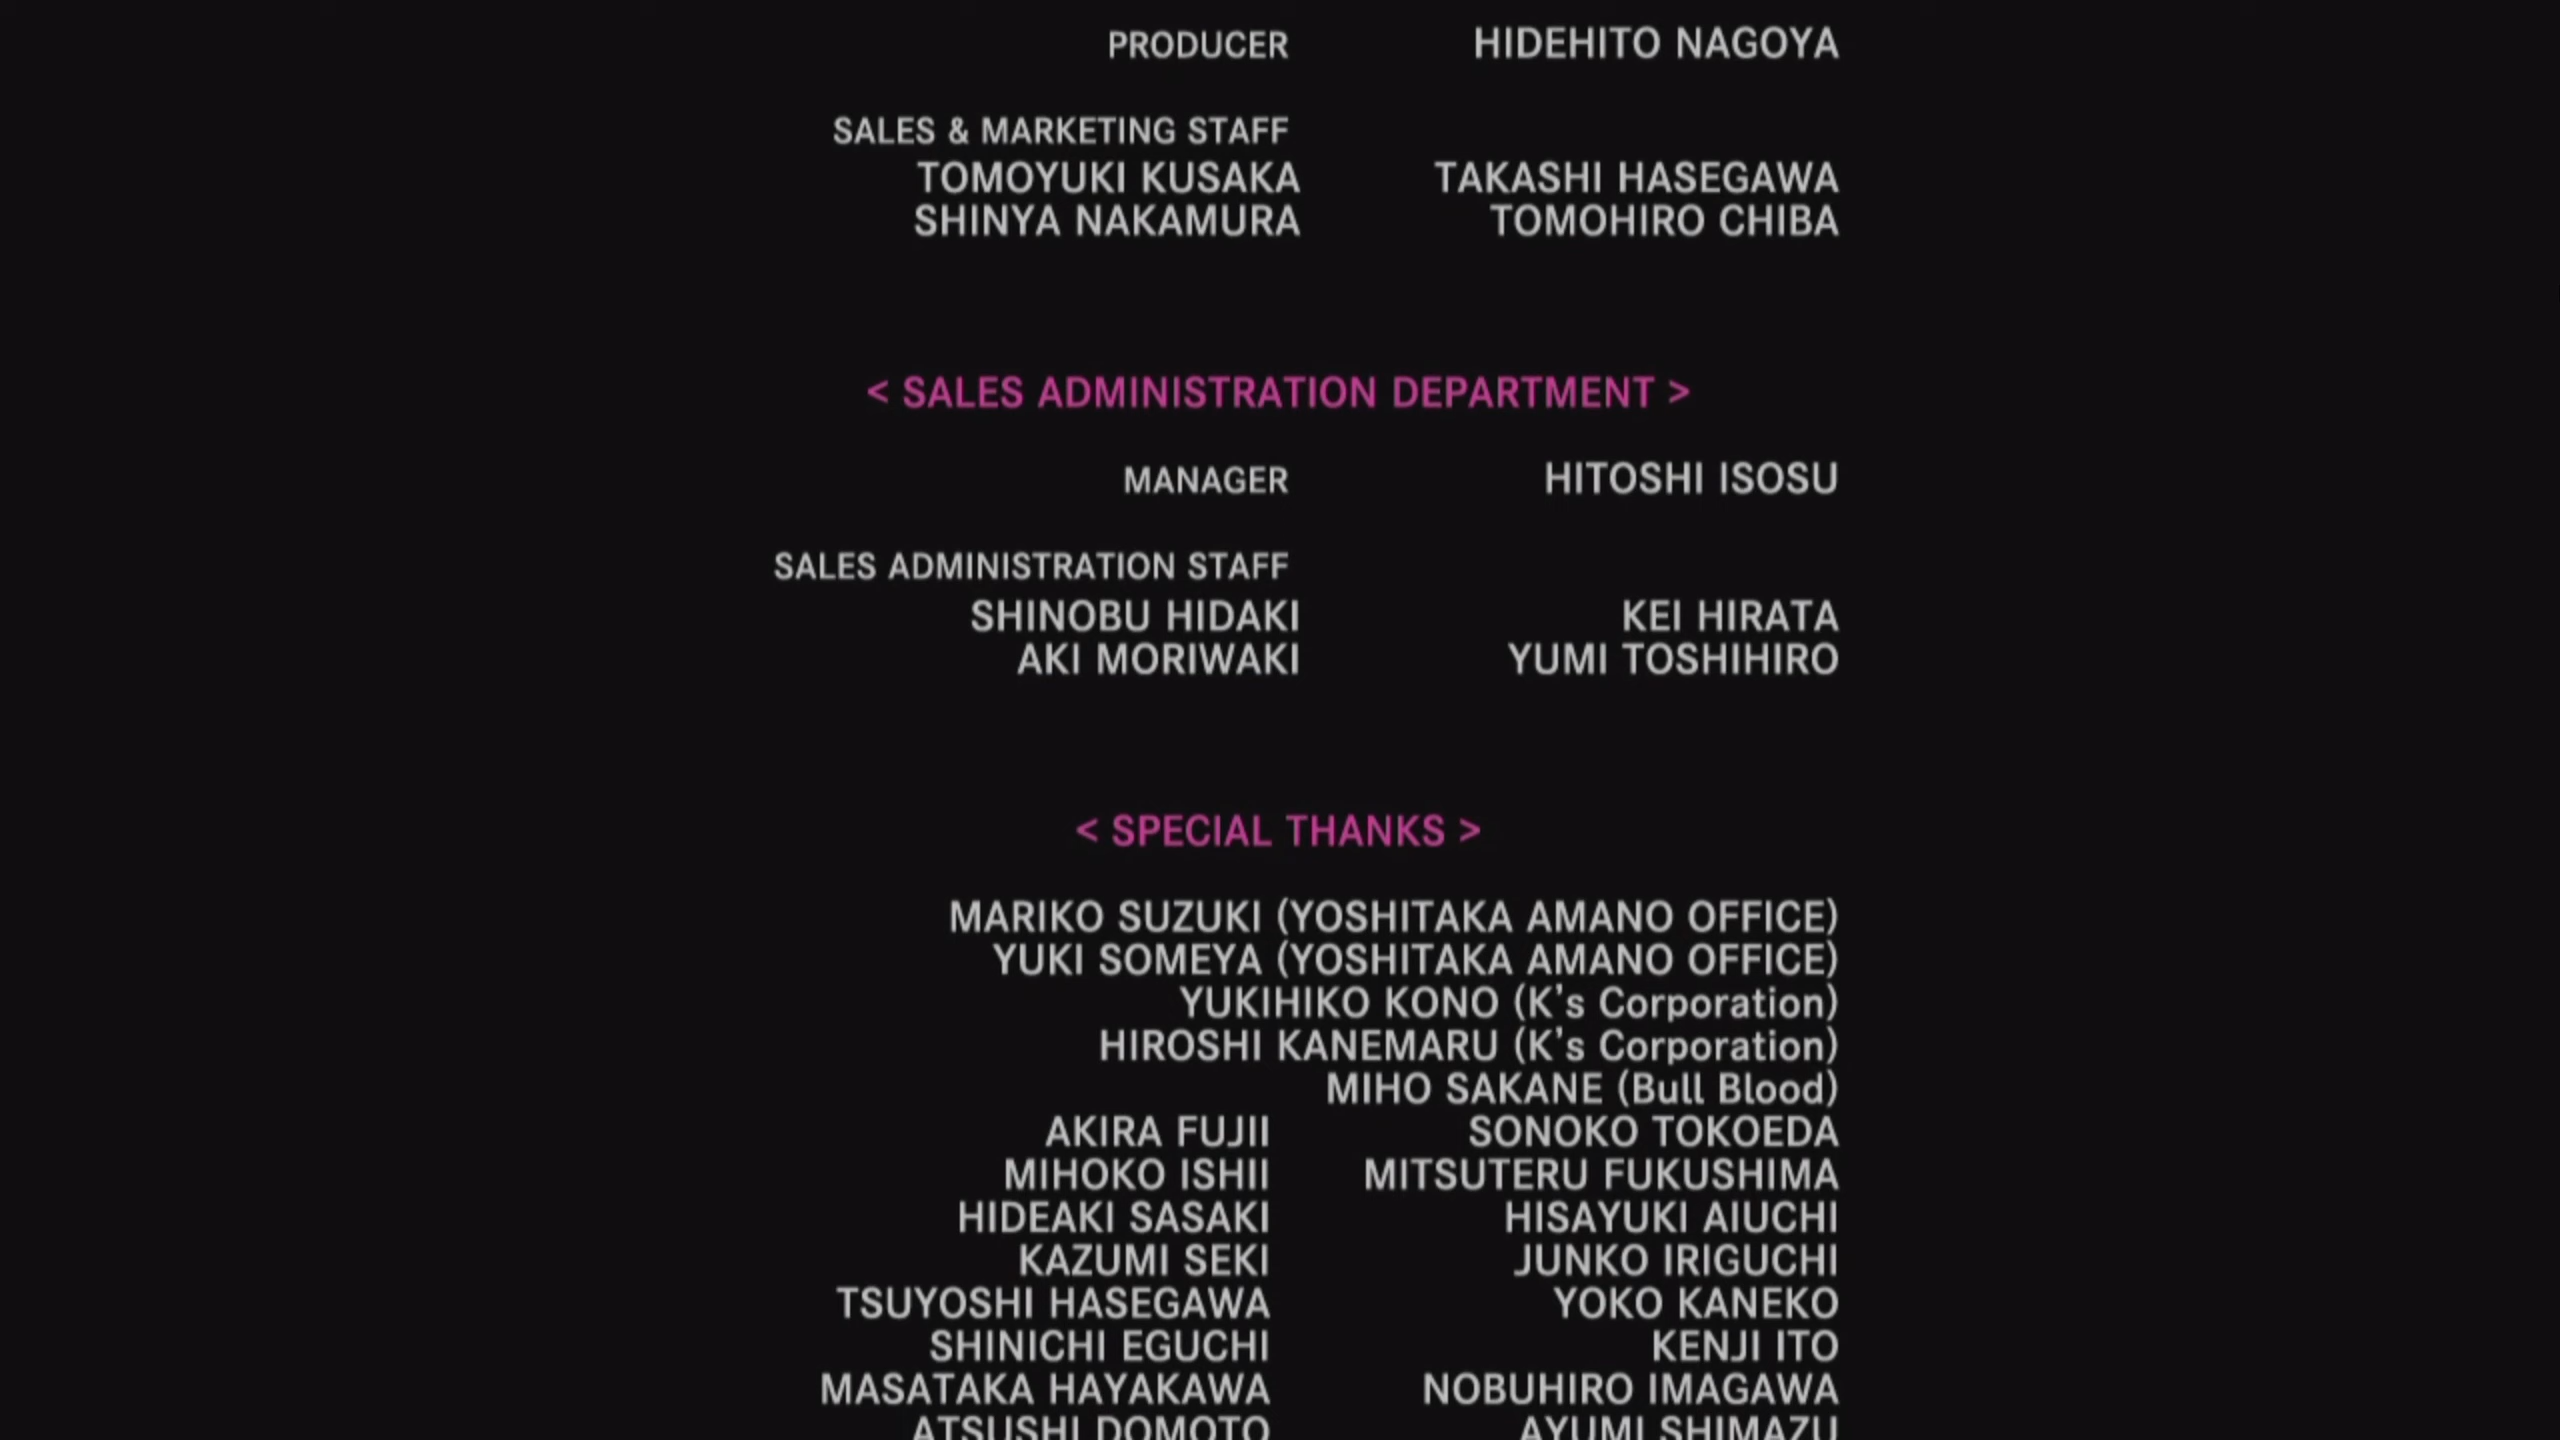 PRODUCER HIDEHITO NAGOYA
SALES & MARKETING STAFF
TOMOYUKI KUSAKA TAKASHI HASEGAWA
SHINYA NAKAMURA TOMOHIRO CHIBA
< SALES ADMINISTRATION DEPARTMENT >
MANAGER HITOSHI ISOSU
SALES ADMINISTRATION STAFF
SHINOBU HIDAKI KEI HIRATA
AKI MORIWAKI YUMI TOSHIHIRO
< SPECIAL THANKS >
MARIKO SUZUKI (YOSHITAKA AMANO OFFICE)
YUKI SOMEYA (YOSHITAKA AMANO OFFICE)
YUKIHIKO KONO (K's Corporation)
HIROSHI KANEMARU (K's Corporation)
MIHO SAKANE (Bull Blood)
AKIRA FUJII SONOKO TOKOEDA
MIHOKO ISHII MITSUTERU FUKUSHIMA
HIDEAKI SASAKI HISAYUKI AIUCHI
KAZUMI SEKI JUNKO IRIGUCHI
TSUYOSHI HASEGAWA YOKO KANEKO
SHINICHI EGUCHI KENJI ITO
MASATAKA HAYAKAWA NOBUHIRO IMAGAWA
ATSUSHI DOMOTO AYUMI SHIMAZU